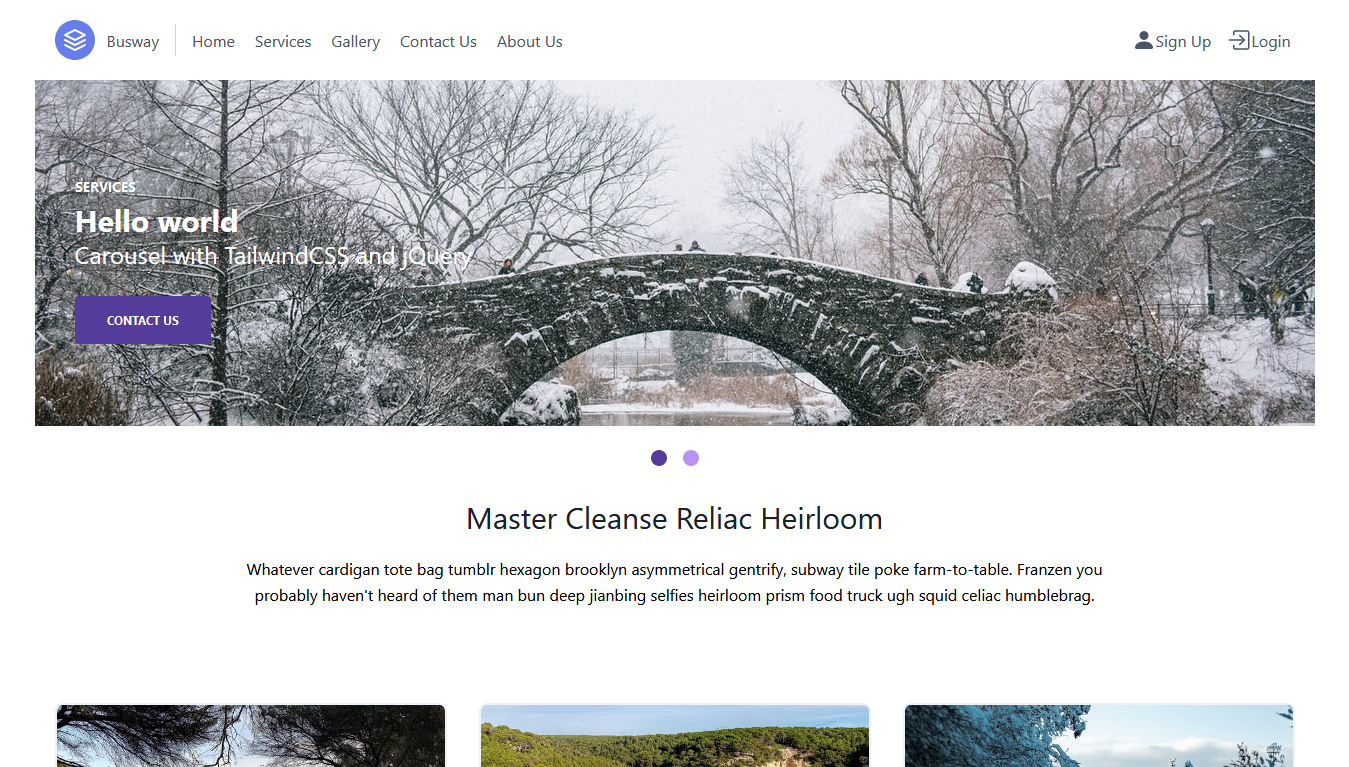 Busway
Home
Services
Gallery
Contact Us
About Us
Sign Up
Login
SERVICES
Hello world
Carousel with TailwindCSS and jQuery
CONTACT US
Master Cleanse Reliac Heirloom
Whatever cardigan tote bag tumblr hexagon brooklyn asymmetrical gentrify, subway tile poke farm-to-table. Franzen you
probably haven't heard of them man bun deep jianbing selfies heirloom prism food truck ugh squid celiac humblebrag.